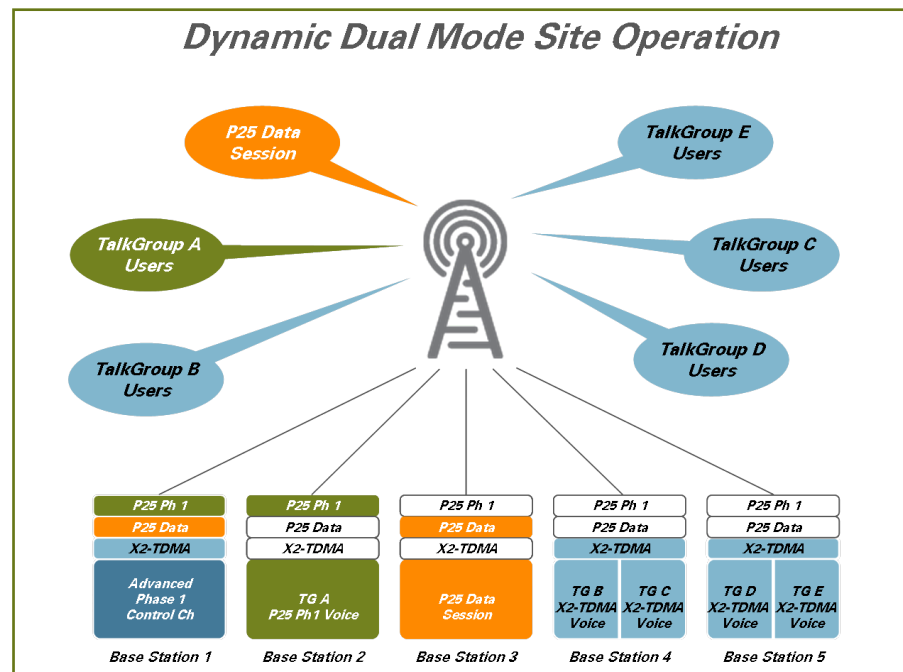 Dynamic Dual Mode Site Operation
P25 Data
Session
TalkGroup E
Users
TalkGroup A
Users
TalkGroup C
Users
TalkGroup B
Users
TalkGroup D
Users
P25 Ph 1
P25 Data
X2-TDMA
Advanced
Phase 1
Control Ch
Base Station 1
P25 Ph 1
P25 Data
X2-TDMA
TG A
P25 Ph1 Voice
Base Station 2
P25 Ph 1
P25 Data
X2-TDMA
P25 Data
Session
Base Station 3
P25 Ph 1
P25 Data
X2-TDMA
TG B
X2-TDMA
Voice
TG C
X2-TDMA
Voice
Base Station 4
P25 Ph 1
P25 Data
X2-TDMA
TG D
X2-TDMA
Voice
TG E
X2-TDMA
Voice
Base Station 5